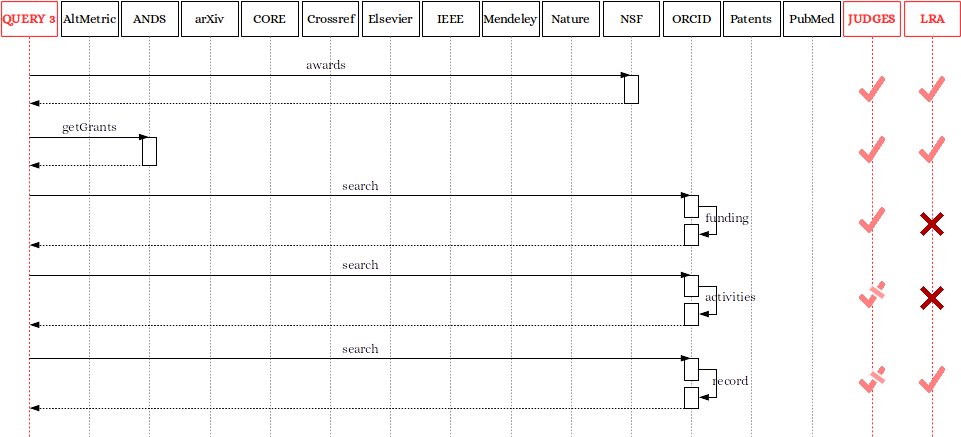 QUERY 3 AltMetric ANDS arXiv CORE Crossref Elsevier IEEE Mendeley Nature NSF ORCID Patents PubMed JUDGES LRA
awards
getGrants
search
funding
search
activities
search
record